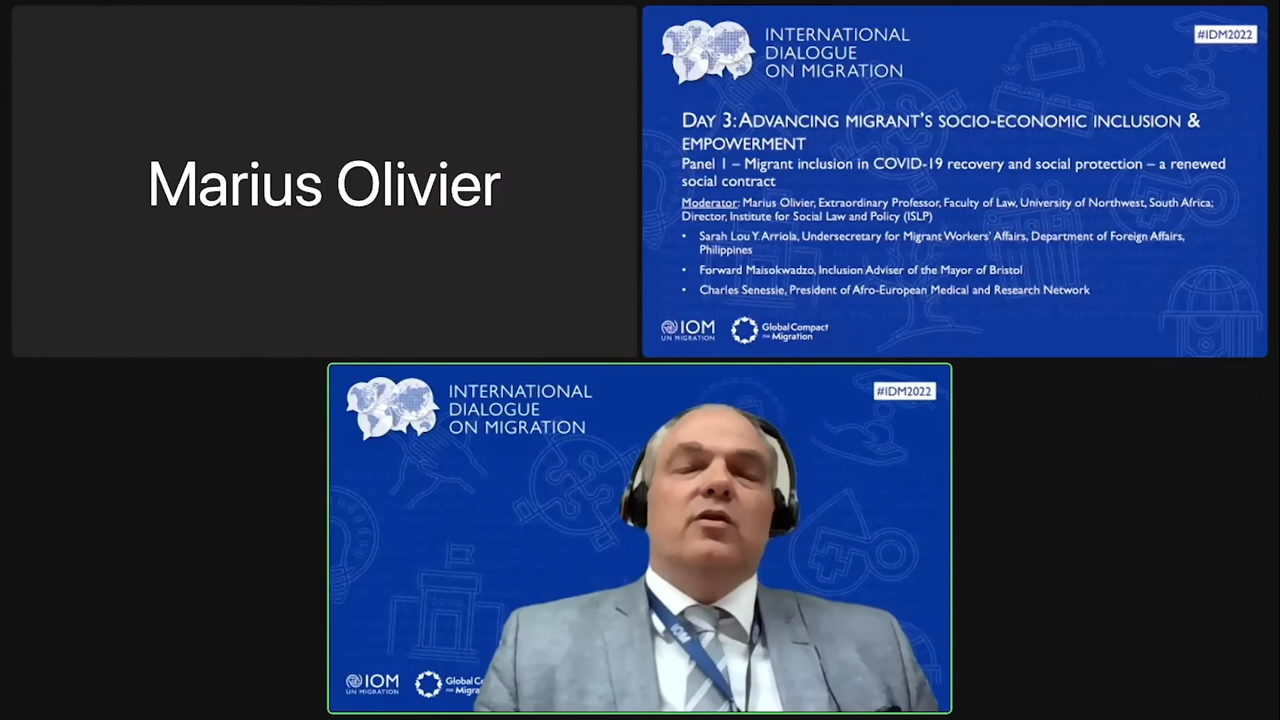 Marius Olivier
INTERNATIONAL
DIALOGUE
ON MIGRATION
#IDM2022
DAY 3: ADVANCING MIGRANT'S SOCIO-ECONOMIC INCLUSION &
EMPOWERMENT
Panel 1 – Migrant inclusion in COVID-19 recovery and social protection – a renewed
social contract
Moderator: Marius Olivier, Extraordinary Professor, Faculty of Law, University of Northwest, South Africa;
Director, Institute for Social Law and Policy (ISLP)
• Sarah Lou Y. Arriola, Undersecretary for Migrant Workers' Affairs, Department of Foreign Affairs,
Philippines
• Forward Maisokwadzo, Inclusion Adviser of the Mayor of Bristol
• Charles Senessie, President of Afro-European Medical and Research Network
IOM
UN MIGRATION
Global Compact
FOR Migration
INTERNATIONAL
DIALOGUE
ON MIGRATION
#IDM2022
IOM
IOM
UN MIGRATION
Global Co
FOR Migra